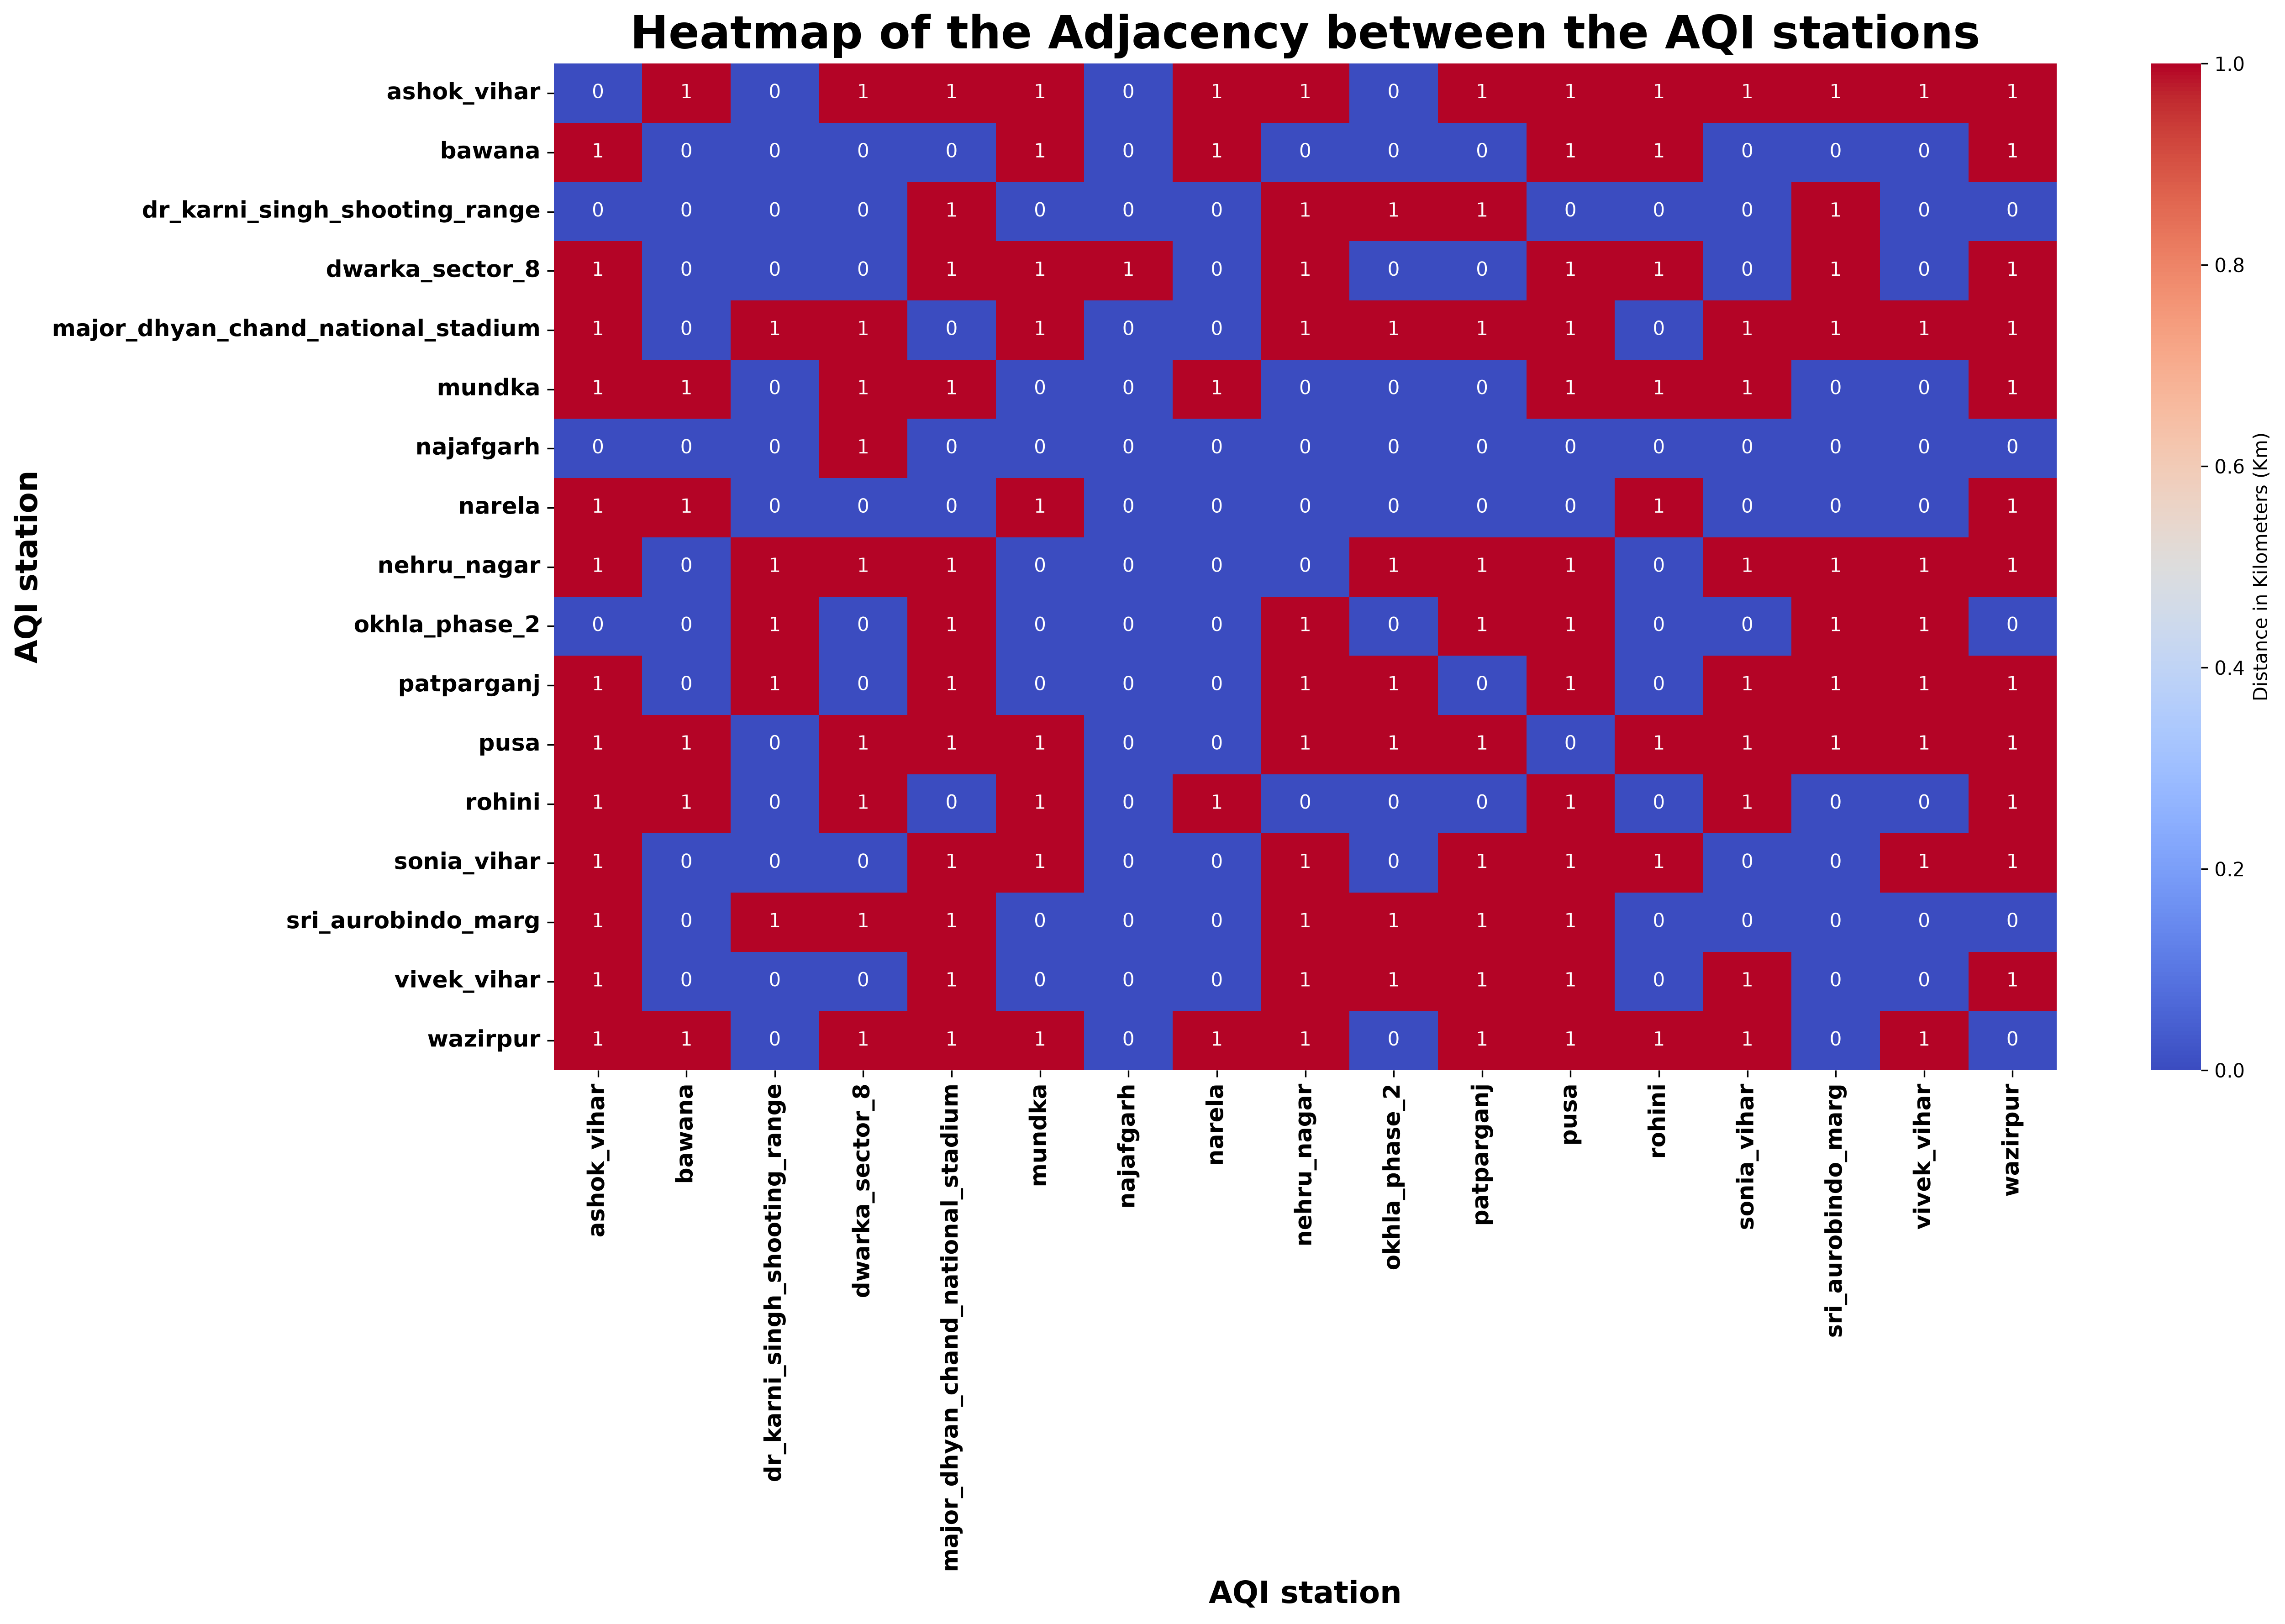 Heatmap of the Adjacency between the AQI stations
ashok_vihar 0 1 0 1 1 1 0 1 1 0 1 1 1 1 1 1 1
bawana 1 0 0 0 0 1 0 1 0 0 0 1 1 0 0 0 1
dr_karni_singh_shooting_range 0 0 0 0 1 0 0 0 1 1 1 0 0 0 1 0 0
dwarka_sector_8 1 0 0 0 1 1 1 0 1 0 0 1 1 0 1 0 1
major_dhyan_chand_national_stadium 1 0 1 1 0 1 0 0 1 1 1 1 0 1 1 1 1
mundka 1 1 0 1 1 0 0 1 0 0 0 1 1 1 0 0 1
najafgarh 0 0 0 1 0 0 0 0 0 0 0 0 0 0 0 0 0
narela 1 1 0 0 0 1 0 0 0 0 0 0 1 0 0 0 1
nehru_nagar 1 0 1 1 1 0 0 0 0 1 1 1 0 1 1 1 1
okhla_phase_2 0 0 1 0 1 0 0 0 1 0 1 1 0 0 1 1 0
patparganj 1 0 1 0 1 0 0 0 1 1 0 1 0 1 1 1 1
pusa 1 1 0 1 1 1 0 0 1 1 1 0 1 1 1 1 1
rohini 1 1 0 1 0 1 0 1 0 0 0 1 0 1 0 0 1
sonia_vihar 1 0 0 0 1 1 0 0 1 0 1 1 1 0 0 1 1
sri_aurobindo_marg 1 0 1 1 1 0 0 0 1 1 1 1 0 0 0 0 0
vivek_vihar 1 0 0 0 1 0 0 0 1 1 1 1 0 1 0 0 1
wazirpur 1 1 0 1 1 1 0 1 1 0 1 1 1 1 0 1 0
AQI station
ashok_vihar
bawana
dr_karni_singh_shooting_range
dwarka_sector_8
major_dhyan_chand_national_stadium
mundka
najafgarh
narela
nehru_nagar
okhla_phase_2
patparganj
pusa
rohini
sonia_vihar
sri_aurobindo_marg
vivek_vihar
wazirpur
AQI station
1.0
0.8
0.6
0.4
0.2
0.0
Distance in Kilometers (Km)